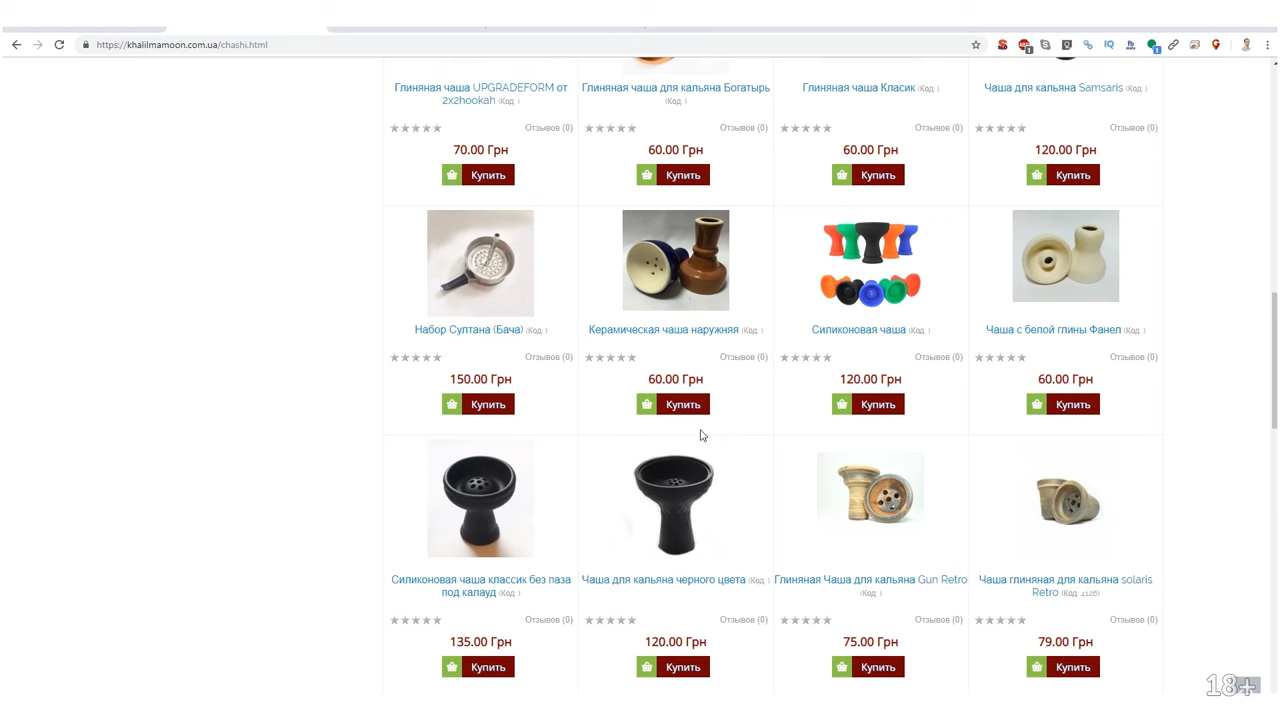 https://khalilmamoon.com.ua/chashi.html
Глиняная чаша UPGRADEFORM от
2x2hookah (Код: )
Глиняная чаша для кальяна Богатырь
(Код: )
Глиняная чаша Класик (Код: )
Чаша для кальяна Samsaris (Код: )
Отзывов (0)
Отзывов (0)
Отзывов (0)
Отзывов (0)
70.00 Грн
60.00 Грн
60.00 Грн
120.00 Грн
Купить
Купить
Купить
Купить
Набор Султана (Бача) (Код: )
Керамическая чаша наружняя (Код: )
Силиконовая чаша (Код: )
Чаша с белой глины Фанел (Код: )
Отзывов (0)
Отзывов (0)
Отзывов (0)
Отзывов (0)
150.00 Грн
60.00 Грн
120.00 Грн
60.00 Грн
Купить
Купить
Купить
Купить
Силиконовая чаша классик без паза
под калауд (Код: )
Чаша для кальяна черного цвета (Код: )
Глиняная Чаша для кальяна Gun Retro
(Код: )
Чаша глиняная для кальяна solaris
Retro (Код: 4126)
Отзывов (0)
Отзывов (0)
Отзывов (0)
Отзывов (0)
135.00 Грн
120.00 Грн
75.00 Грн
79.00 Грн
Купить
Купить
Купить
Купить
18+